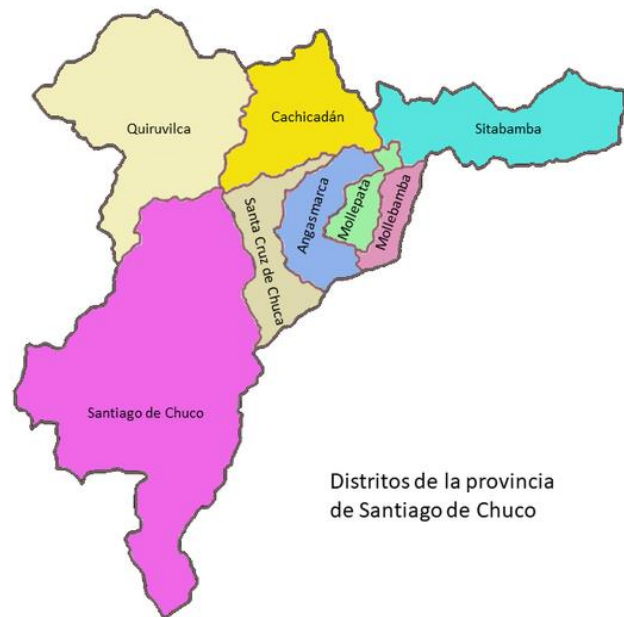 Quiruvilca
Cachicadán
Sitabamba
Santa Cruz de Chuca
Angasmarca
Mollepata
Mollebamba
Santiago de Chuco
Distritos de la provincia
de Santiago de Chuco